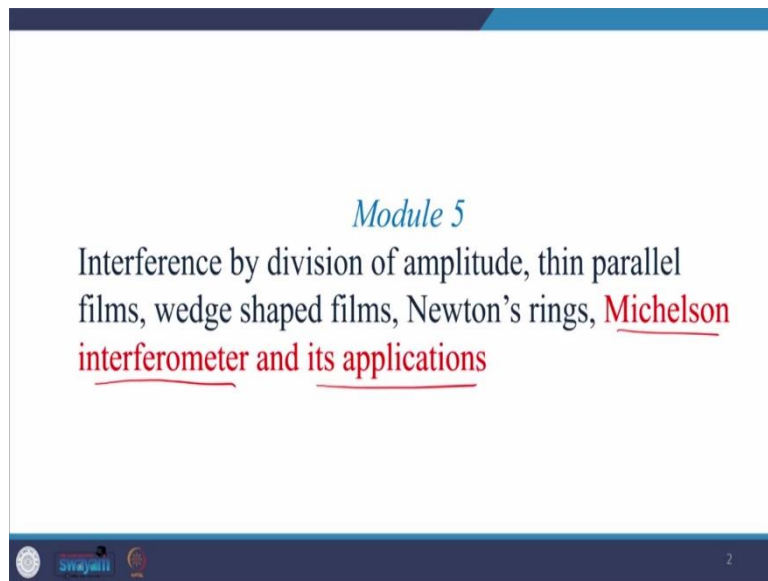 Module 5
Interference by division of amplitude, thin parallel
films, wedge shaped films, Newton's rings, Michelson
interferometer and its applications
swayam
2